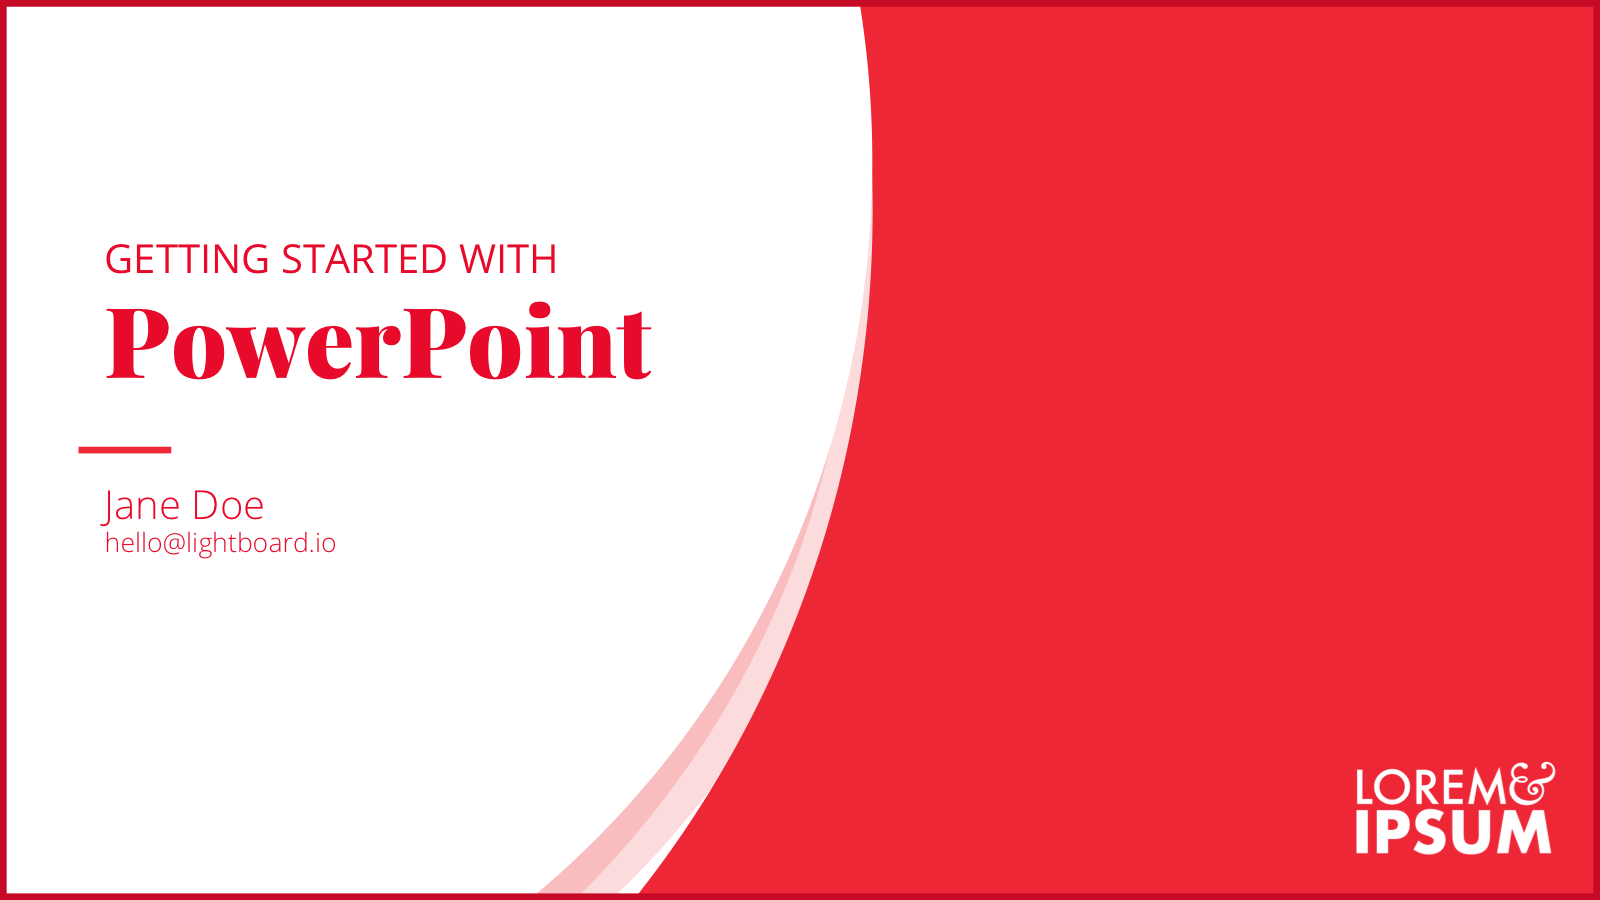 GETTING STARTED WITH
PowerPoint
Jane Doe
hello@lightboard.io
LOREM&
IPSUM